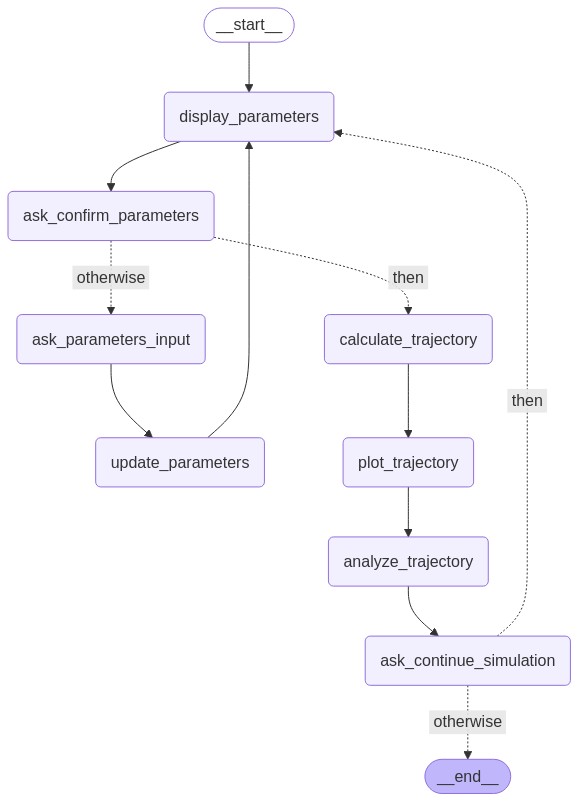 __start__
display_parameters
ask_confirm_parameters
otherwise
then
ask_parameters_input
calculate_trajectory
then
update_parameters
plot_trajectory
analyze_trajectory
ask_continue_simulation
otherwise
__end__